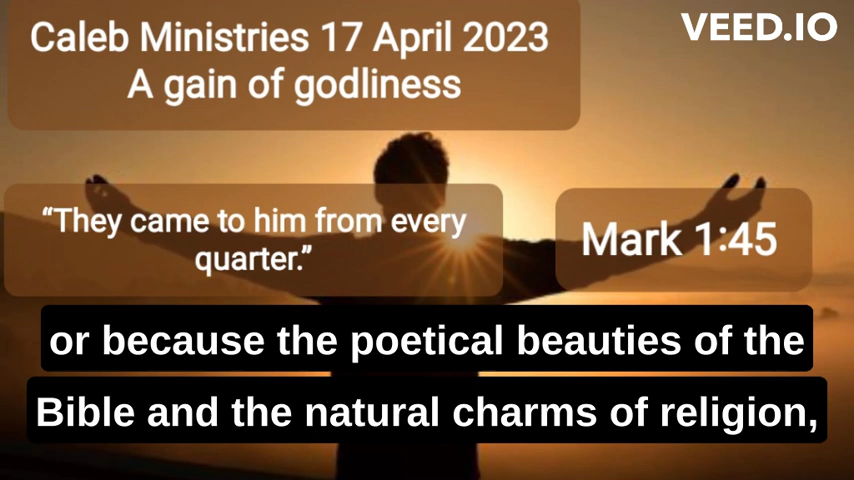 VEED.IO
Caleb Ministries 17 April 2023
A gain of godliness
“They came to him from every
quarter.”
Mark 1:45
or because the poetical beauties of the
Bible and the natural charms of religion,